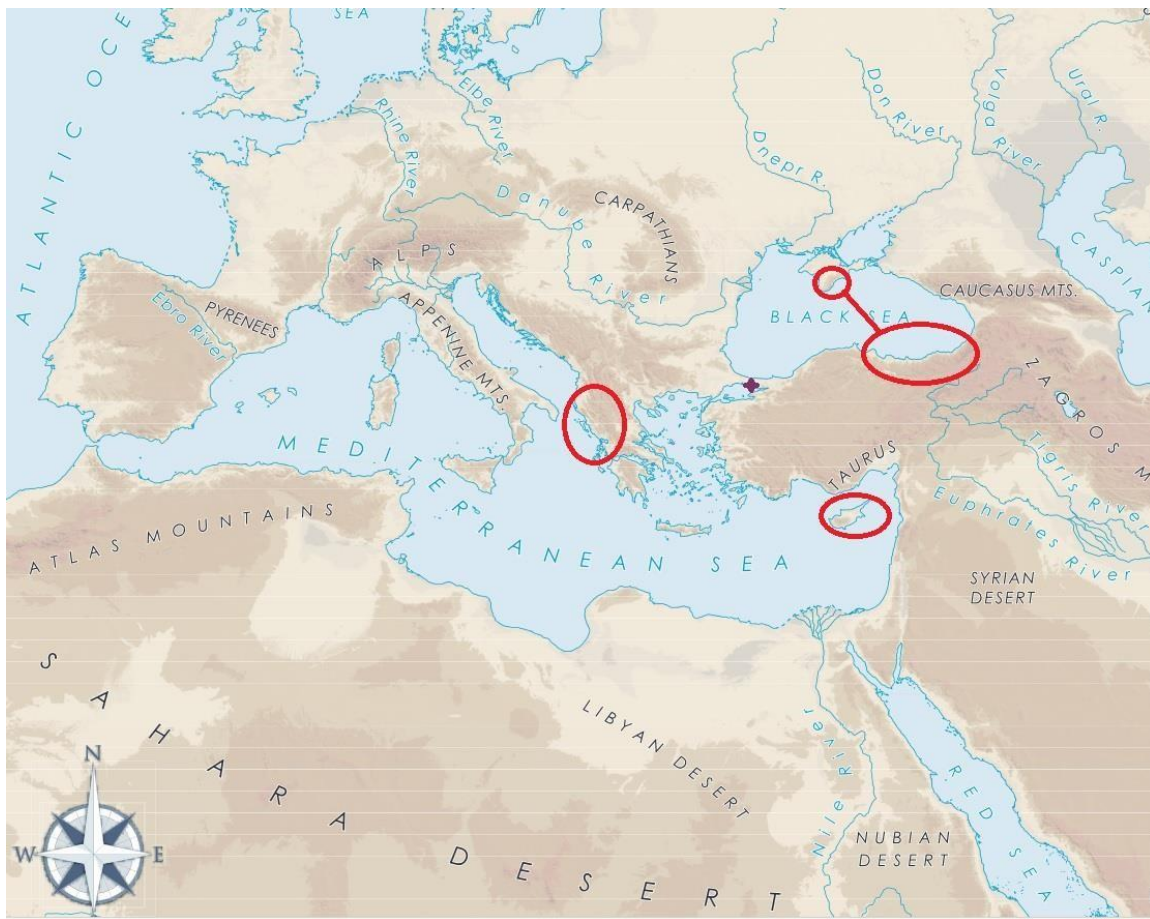 SEA
ATLANTIC OCE
Elbe River
Rhine River
Dnepr R.
Don River
Volga River
Ural R.
CARPATHIANS
Danube River
ALPS
CASPIAN
CAUCASUS MTS.
BLACK SEA
APPENINE MTS.
PYRENEES
Ebro River
ZAGROS M
MEDITERRANEAN SEA
TAURUS
Tigris River
Euphrates River
ATLAS MOUNTAINS
SYRIAN
DESERT
SAHARA DESERT
LIBYAN DESERT
Nile River
RED SEA
NUBIAN
DESERT
N
W
E